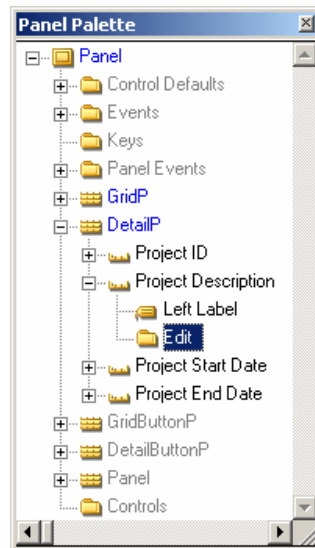 Panel Palette
Panel
Control Defaults
Events
Keys
Panel Events
GridP
DetailP
Project ID
Project Description
Left Label
Edit
Project Start Date
Project End Date
GridButtonP
DetailButtonP
Panel
Controls